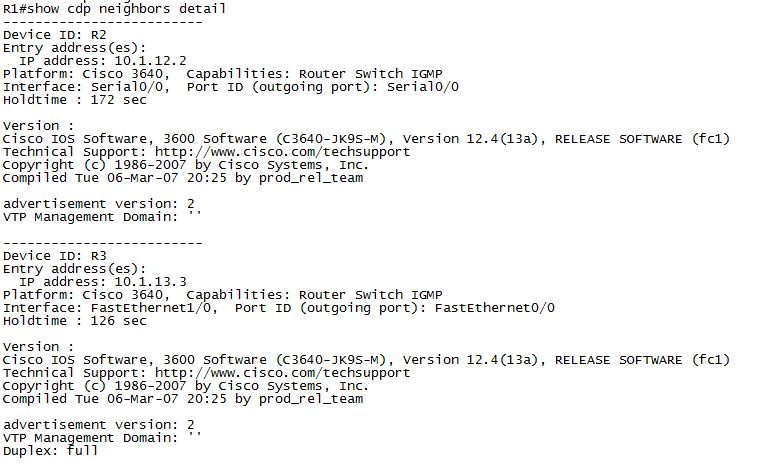 R1#show cdp neighbors detail
-------------------------
Device ID: R2
Entry address(es):
  IP address: 10.1.12.2
Platform: Cisco 3640,  Capabilities: Router Switch IGMP
Interface: Serial0/0,  Port ID (outgoing port): Serial0/0
Holdtime : 172 sec

Version :
Cisco IOS Software, 3600 Software (C3640-JK9S-M), Version 12.4(13a), RELEASE SOFTWARE (fc1)
Technical Support: http://www.cisco.com/techsupport
Copyright (c) 1986-2007 by Cisco Systems, Inc.
Compiled Tue 06-Mar-07 20:25 by prod_rel_team

advertisement version: 2
VTP Management Domain: ''

-------------------------
Device ID: R3
Entry address(es):
  IP address: 10.1.13.3
Platform: Cisco 3640,  Capabilities: Router Switch IGMP
Interface: FastEthernet1/0,  Port ID (outgoing port): FastEthernet0/0
Holdtime : 126 sec

Version :
Cisco IOS Software, 3600 Software (C3640-JK9S-M), Version 12.4(13a), RELEASE SOFTWARE (fc1)
Technical Support: http://www.cisco.com/techsupport
Copyright (c) 1986-2007 by Cisco Systems, Inc.
Compiled Tue 06-Mar-07 20:25 by prod_rel_team

advertisement version: 2
VTP Management Domain: ''
Duplex: full